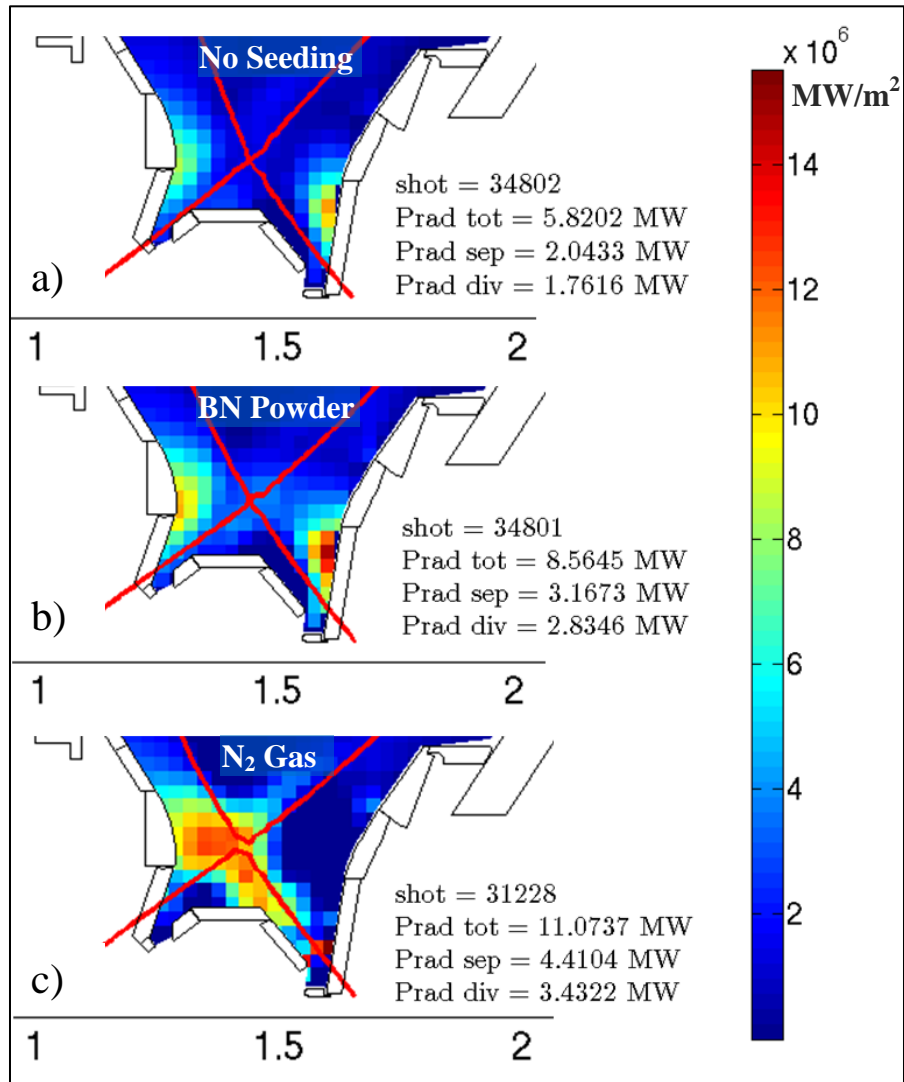 No Seeding
shot = 34802
Prad tot = 5.8202 MW
Prad sep = 2.0433 MW
Prad div = 1.7616 MW
a)
1 1.5 2
BN Powder
shot = 34801
Prad tot = 8.5645 MW
Prad sep = 3.1673 MW
Prad div = 2.8346 MW
b)
1 1.5 2
N₂ Gas
shot = 31228
Prad tot = 11.0737 MW
Prad sep = 4.4104 MW
Prad div = 3.4322 MW
c)
1 1.5 2
x 10⁶
MW/m²
14
12
10
8
6
4
2